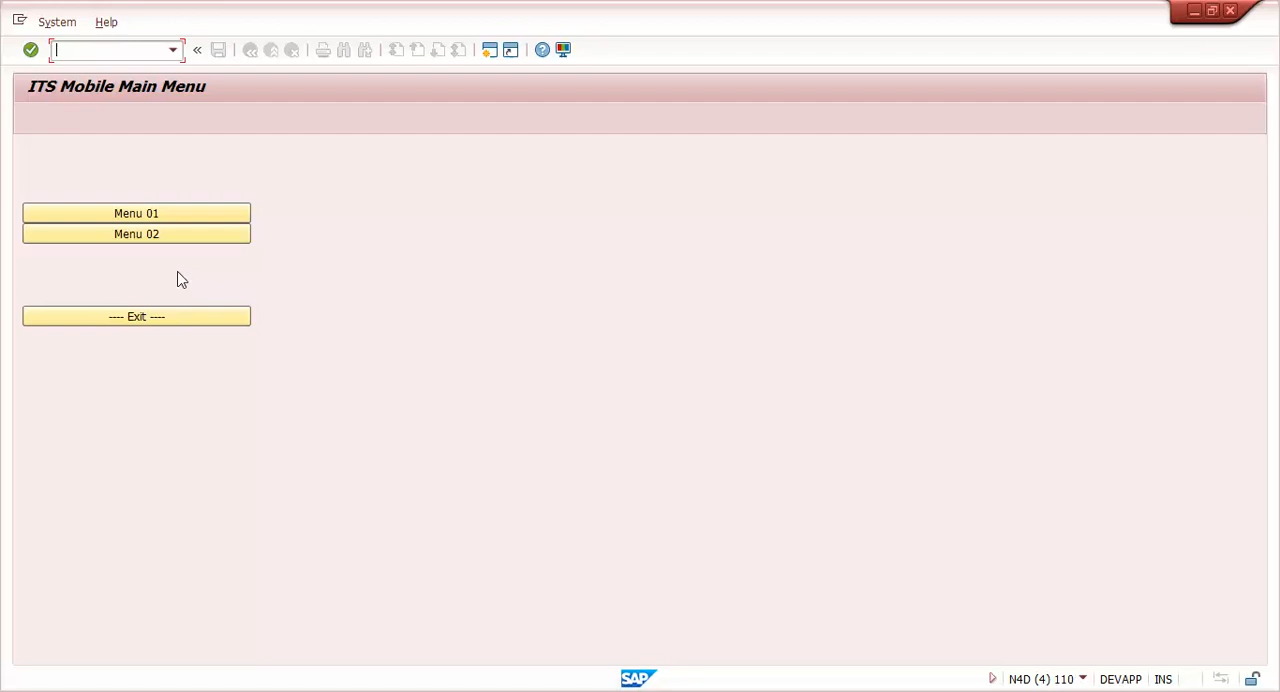 System Help
«
ITS Mobile Main Menu
Menu 01
Menu 02
---- Exit ----
SAP N4D (4) 110 DEVAPP INS